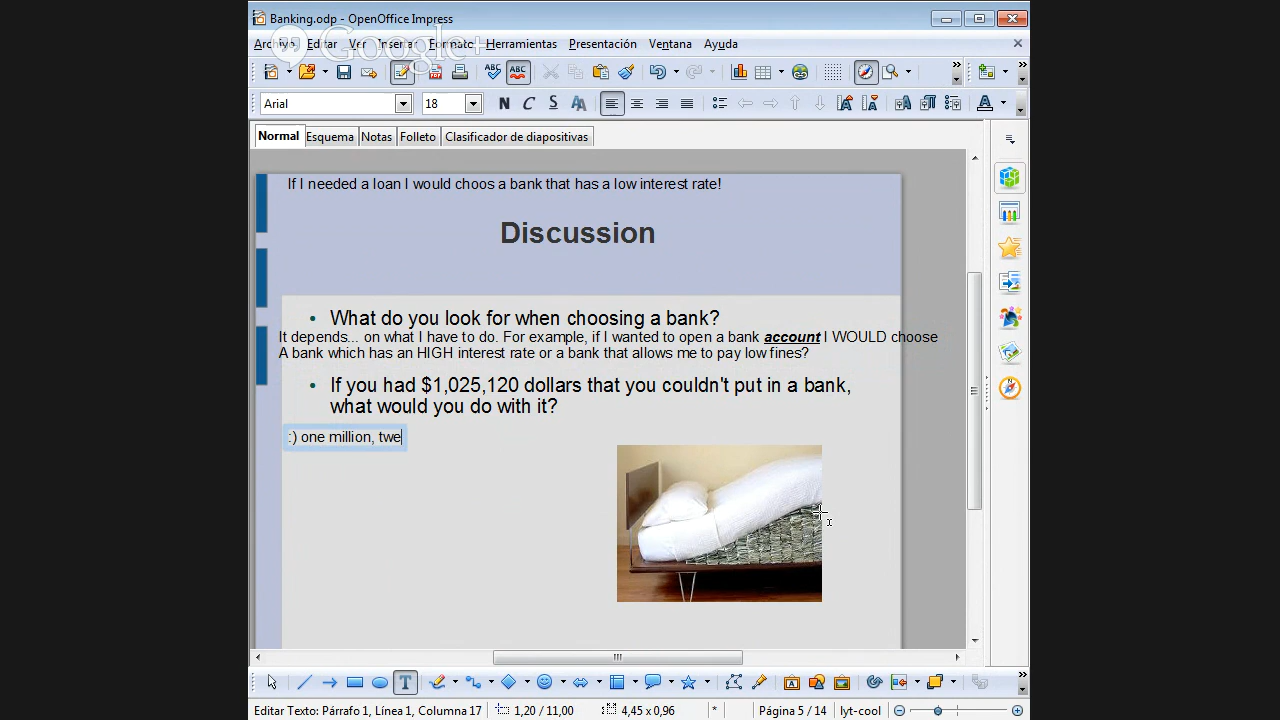 Banking.odp - OpenOffice Impress
Google+
Archivo Editar Ver Insertar Formato Herramientas Presentación Ventana Ayuda
ABC ABC
Arial 18 N C S A
Normal Esquema Notas Folleto Clasificador de diapositivas
If I needed a loan I would choos a bank that has a low interest rate!
Discussion
• What do you look for when choosing a bank?
It depends... on what I have to do. For example, if I wanted to open a bank account I WOULD choose
A bank which has an HIGH interest rate or a bank that allows me to pay low fines?
• If you had $1,025,120 dollars that you couldn't put in a bank,
what would you do with it?
:) one million, twe
Editar Texto: Párrafo 1, Línea 1, Columna 17 1,20 / 11,00 4,45 x 0,96 * Página 5 / 14 lyt-cool